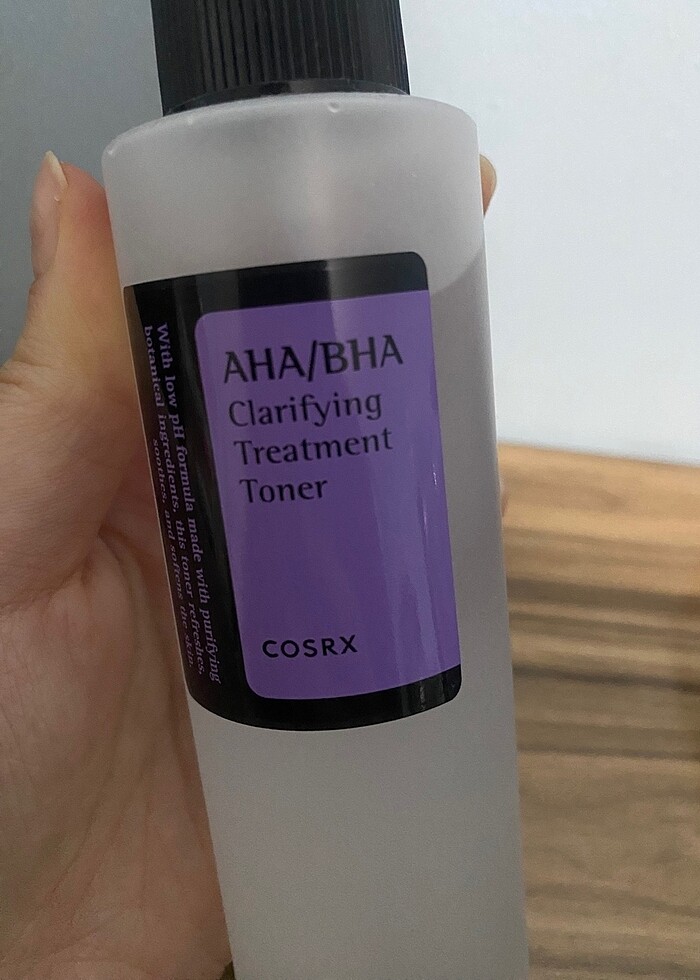 AHA/BHA
Clarifying
Treatment
Toner
COSRX
With low pH formula made with purifying
botanical ingredients, this toner refreshes,
soothes, and softens the skin.